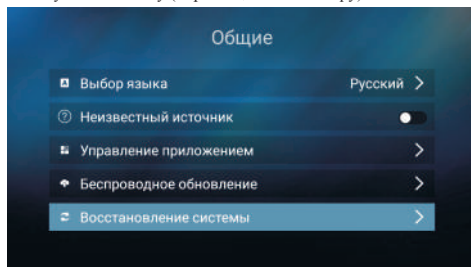 Общие
Выбор языка Русский
Неизвестный источник
Управление приложением
Беспроводное обновление
Восстановление системы